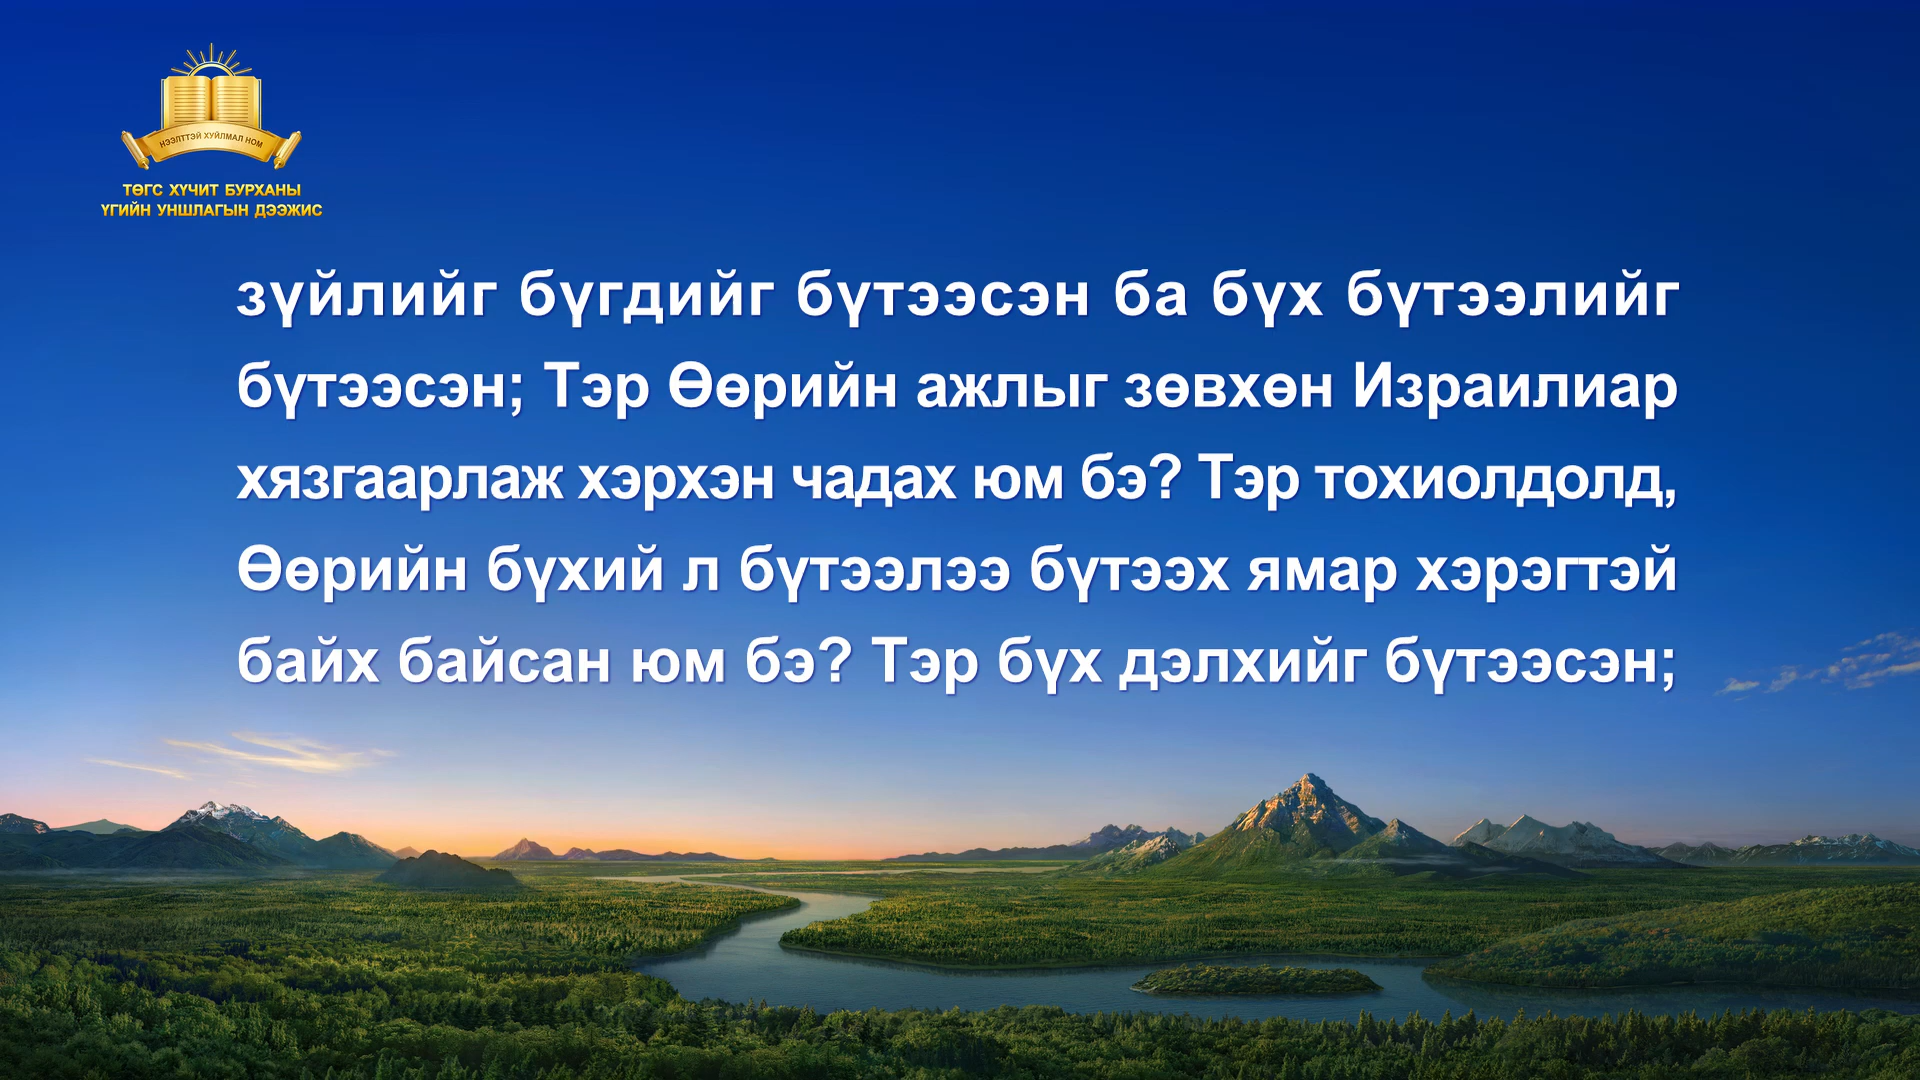 НЭЭЛТТЭЙ ХУЙЛМАЛ НОМ
ТӨГС ХҮЧИТ БУРХАНЫ
ҮГИЙН УНШЛАГЫН ДЭЭЖИС
зүйлийг бүгдийг бүтээсэн ба бүх бүтээлийг
бүтээсэн; Тэр Өөрийн ажлыг зөвхөн Израилиар
хязгаарлаж хэрхэн чадах юм бэ? Тэр тохиолдолд,
Өөрийн бүхий л бүтээлээ бүтээх ямар хэрэгтэй
байх байсан юм бэ? Тэр бүх дэлхийг бүтээсэн;